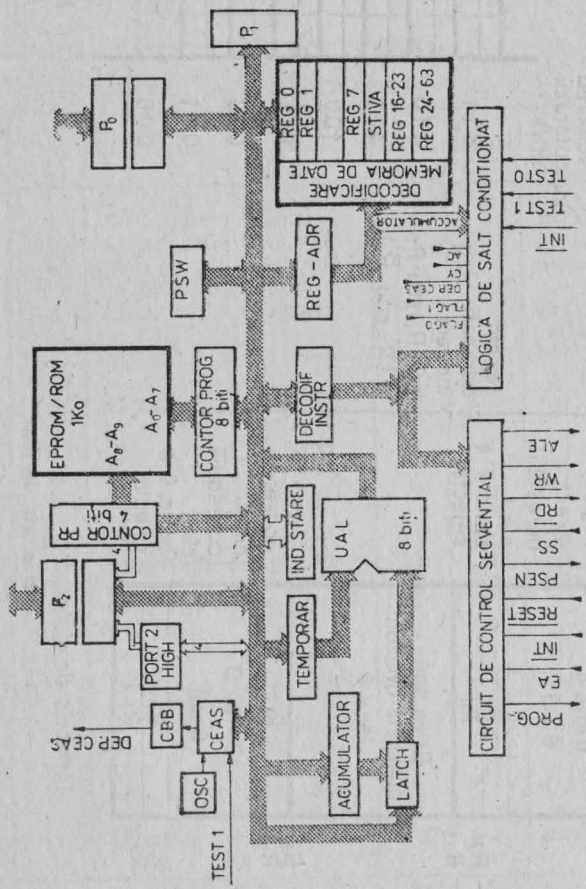 P₀
P₁
P₂
PORT 2
HIGH
CONTOR PR
4 biti
4
4
EPROM/ROM
1Ko
A₈-A₉
A₀-A₇
CONTOR PROG
8 biti
PSW
REG-ADR
DECODIF
INSTR
DECODIFICARE
MEMORIA DE DATE
REG 0
REG 1
REG 7
STIVA
REG 16-23
REG 24-63
DER CEAS
CBB
OSC
CEAS
TEST 1
TEMPORAR
IND. STARE
UAL
8 biti
ACUMULATOR
LATCH
ACCUMULATOR
AC
CY
DER CEAS
FLAG 1
FLAG 0
LOGICA DE SALT CONDITIONAT
TEST 0
TEST 1
INT
CIRCUIT DE CONTROL SECVENTIAL
ALE
WR
RD
SS
PSEN
RESET
INT
EA
PROG.